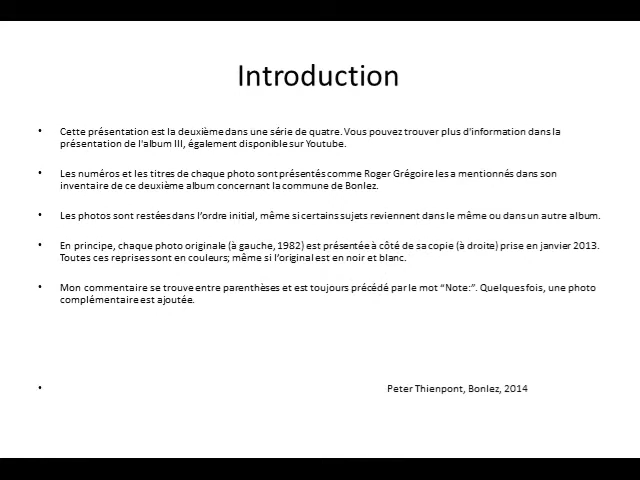 Introduction
• Cette présentation est la deuxième dans une série de quatre. Vous pouvez trouver plus d'information dans la
présentation de l'album III, également disponible sur Youtube.
• Les numéros et les titres de chaque photo sont présentés comme Roger Grégoire les a mentionnés dans son
inventaire de ce deuxième album concernant la commune de Bonlez.
• Les photos sont restées dans l’ordre initial, même si certains sujets reviennent dans le même ou dans un autre album.
• En principe, chaque photo originale (à gauche, 1982) est présentée à côté de sa copie (à droite) prise en janvier 2013.
Toutes ces reprises sont en couleurs; même si l’original est en noir et blanc.
• Mon commentaire se trouve entre parenthèses et est toujours précédé par le mot “Note:”. Quelques fois, une photo
complémentaire est ajoutée.
• Peter Thienpont, Bonlez, 2014